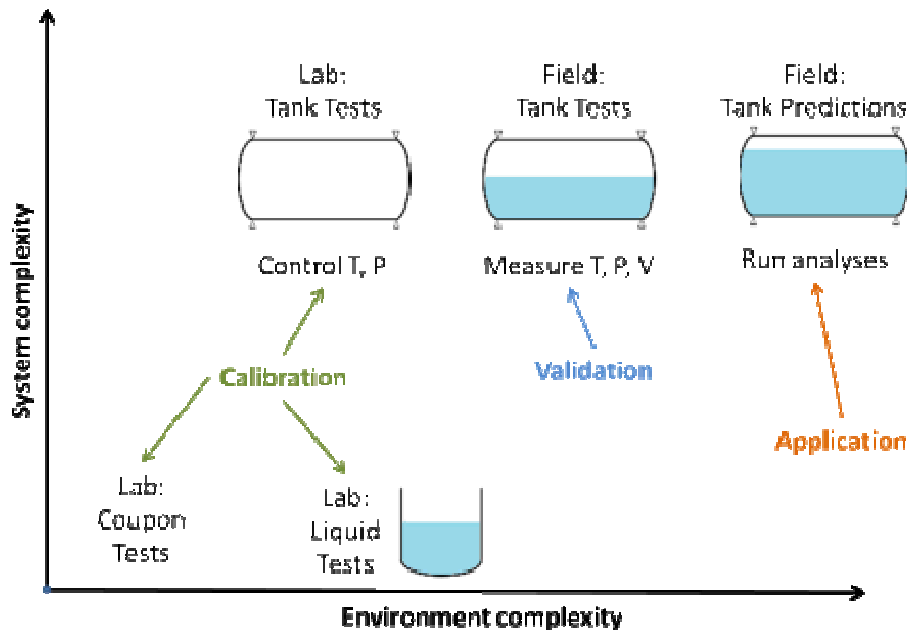 System complexity
Lab:
Tank Tests
Control T, P
Field:
Tank Tests
Measure T, P, V
Field:
Tank Predictions
Run analyses
Calibration
Validation
Application
Lab:
Coupon
Tests
Lab:
Liquid
Tests
Environment complexity